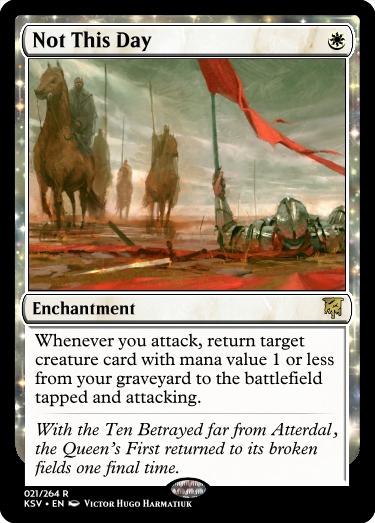 Not This Day
Enchantment
Whenever you attack, return target
creature card with mana value 1 or less
from your graveyard to the battlefield
tapped and attacking.
With the Ten Betrayed far from Atterdal,
the Queen's First returned to its broken
fields one final time.
021/264 R
KSV • EN VICTOR HUGO HARMATIUK